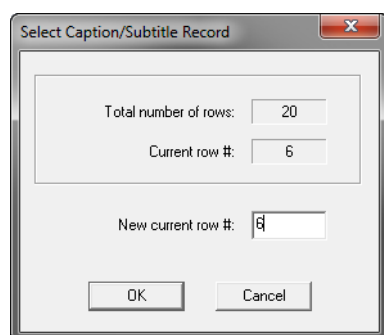 Select Caption/Subtitle Record
Total number of rows: 20
Current row #: 6
New current row #: 6
OK Cancel